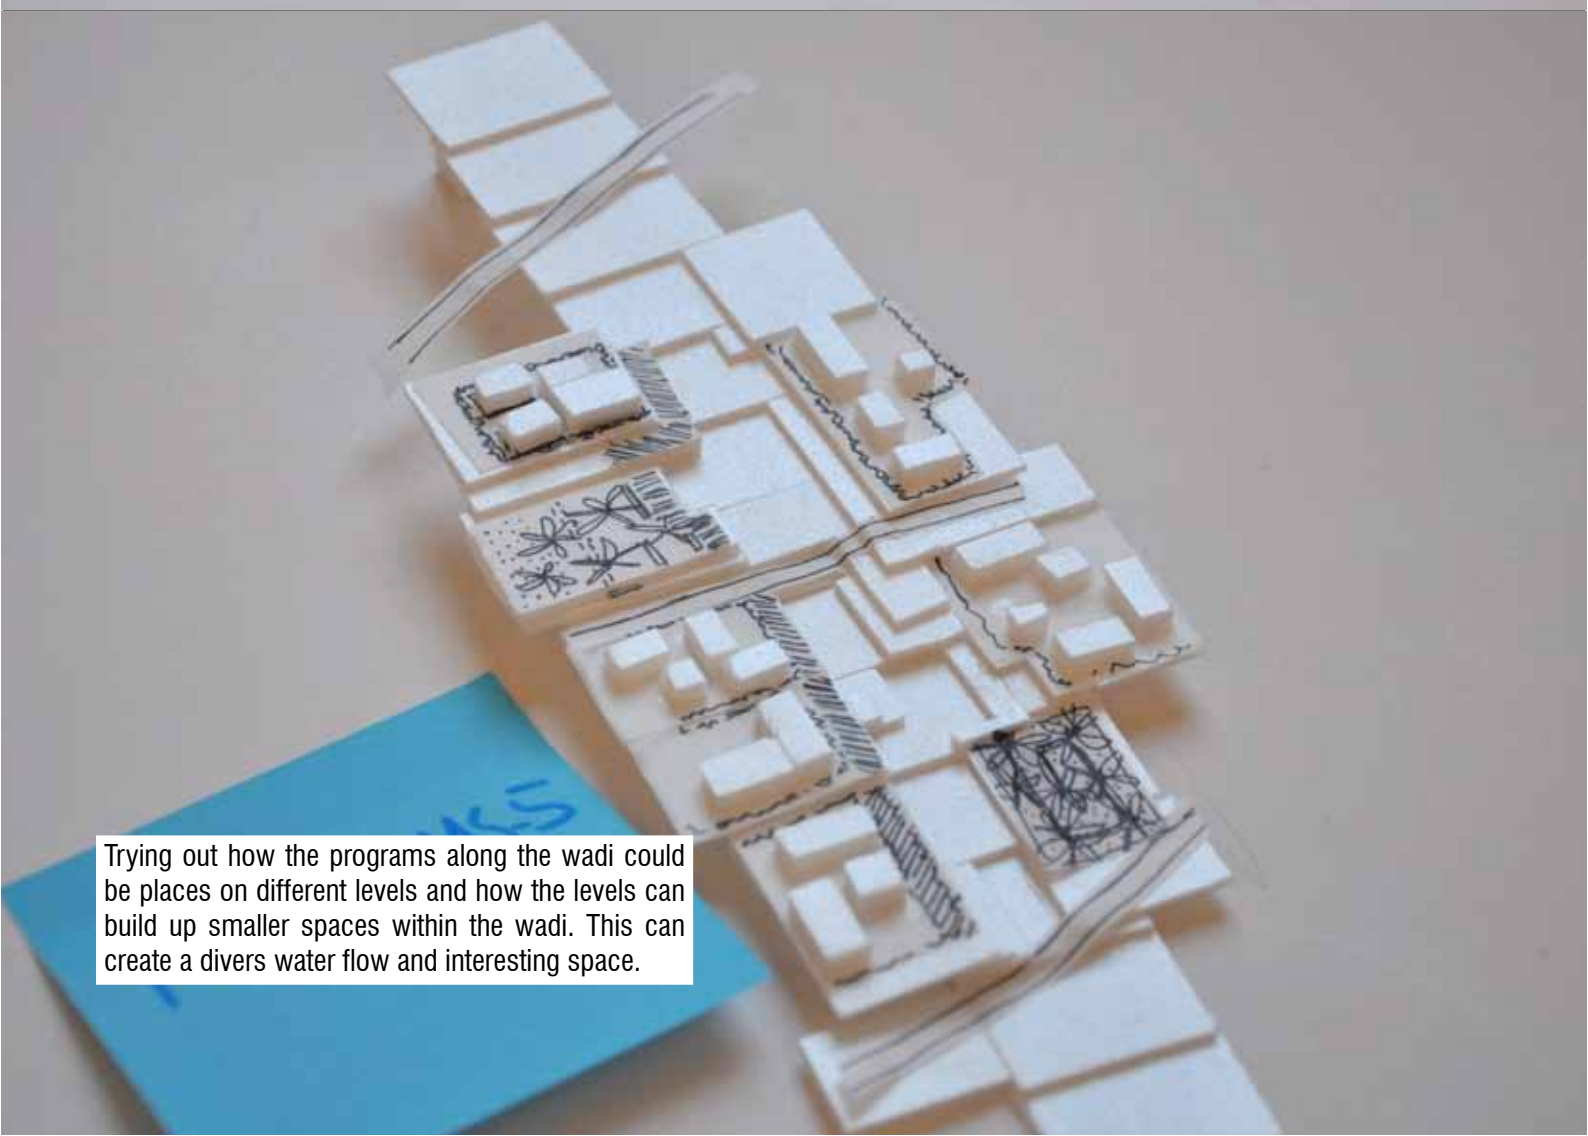 Trying out how the programs along the wadi could
be places on different levels and how the levels can
build up smaller spaces within the wadi. This can
create a divers water flow and interesting space.